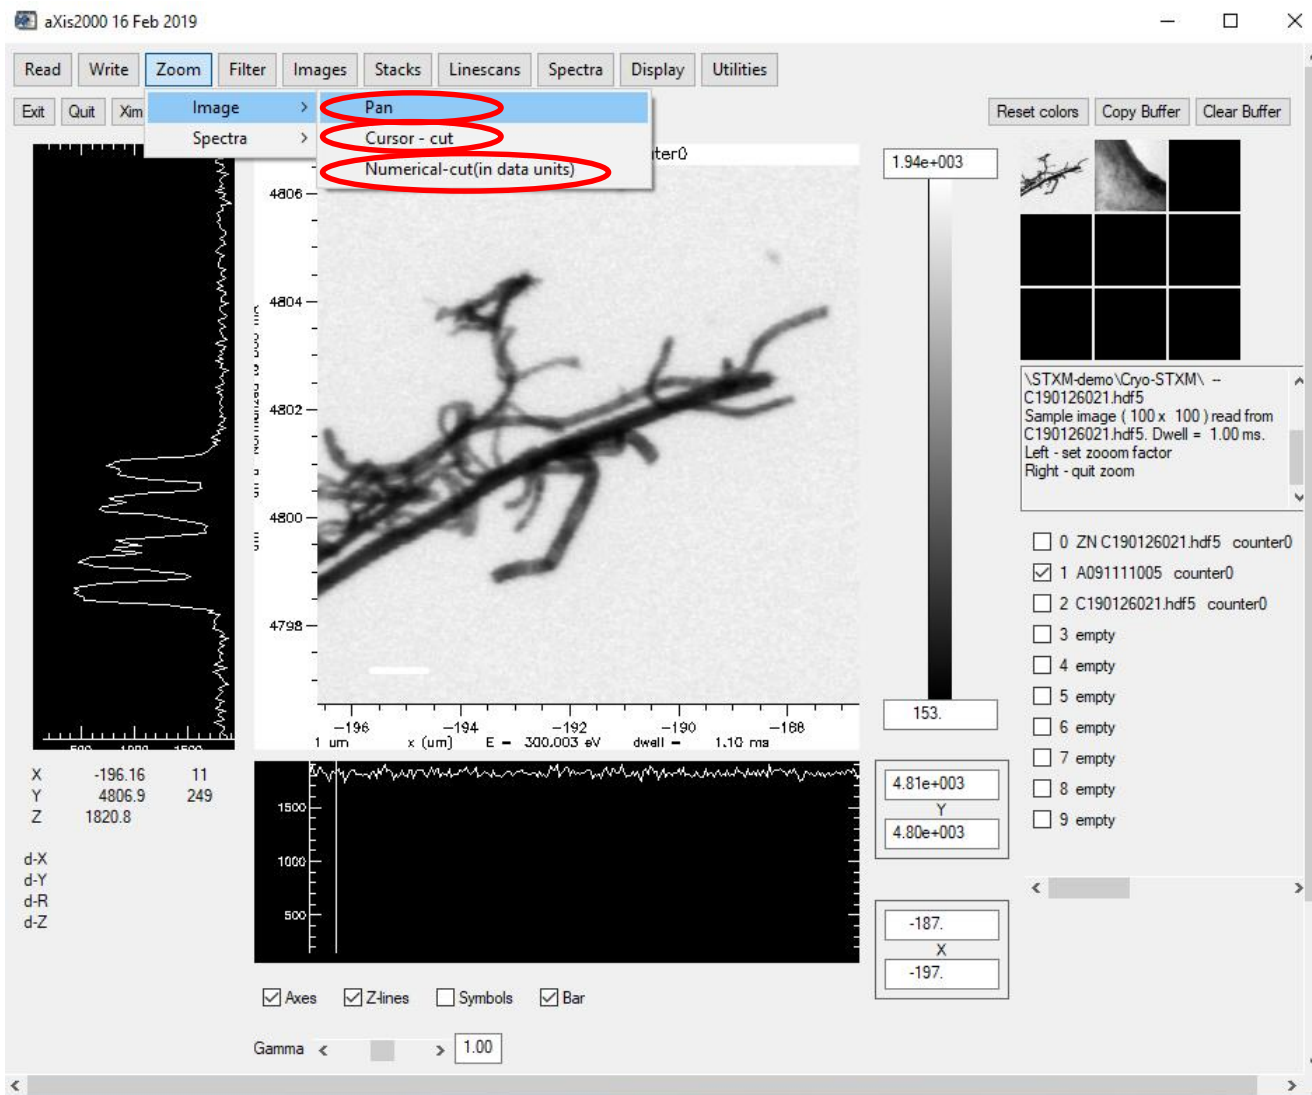 aXis2000 16 Feb 2019
Read Write Zoom Filter Images Stacks Linescans Spectra Display Utilities
Exit Quit Xim Image > Pan Reset colors Copy Buffer Clear Buffer
Spectra > Cursor - cut
Numerical-cut(in data units)
1.94e+003
4806
4804
4802
4800
4798
153.
-196 -194 -192 -190 -188
1 um x (um) E = 300.003 eV dwell = 1.10 ms
500 1000 1500
\STXM-demo\Cryo-STXM\ --
C190126021.hdf5
Sample image ( 100 x 100 ) read from
C190126021.hdf5. Dwell = 1.00 ms.
Left - set zooom factor
Right - quit zoom
0 ZN C190126021.hdf5 counter0
1 A091111005 counter0
2 C190126021.hdf5 counter0
3 empty
4 empty
5 empty
6 empty
7 empty
8 empty
9 empty
X -196.16 11
Y 4806.9 249
Z 1820.8
d-X
d-Y
d-R
d-Z
1500
1000
500
4.81e+003
Y
4.80e+003
-187.
X
-197.
Axes Z-lines Symbols Bar
Gamma < > 1.00